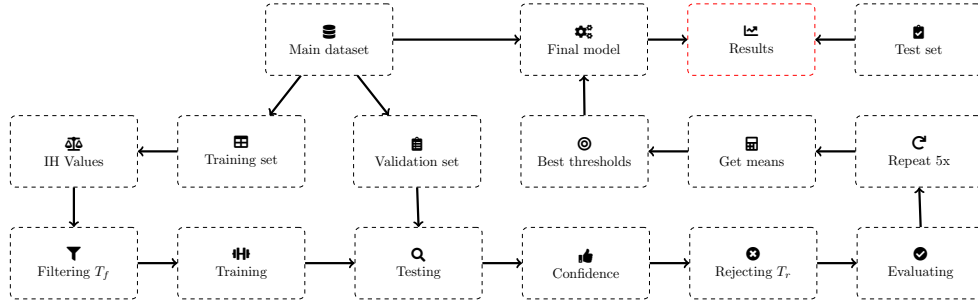 Main dataset
Final model
Results
Test set
IH Values
Training set
Validation set
Best thresholds
Get means
Repeat 5x
Filtering T_f
Training
Testing
Confidence
Rejecting T_r
Evaluating